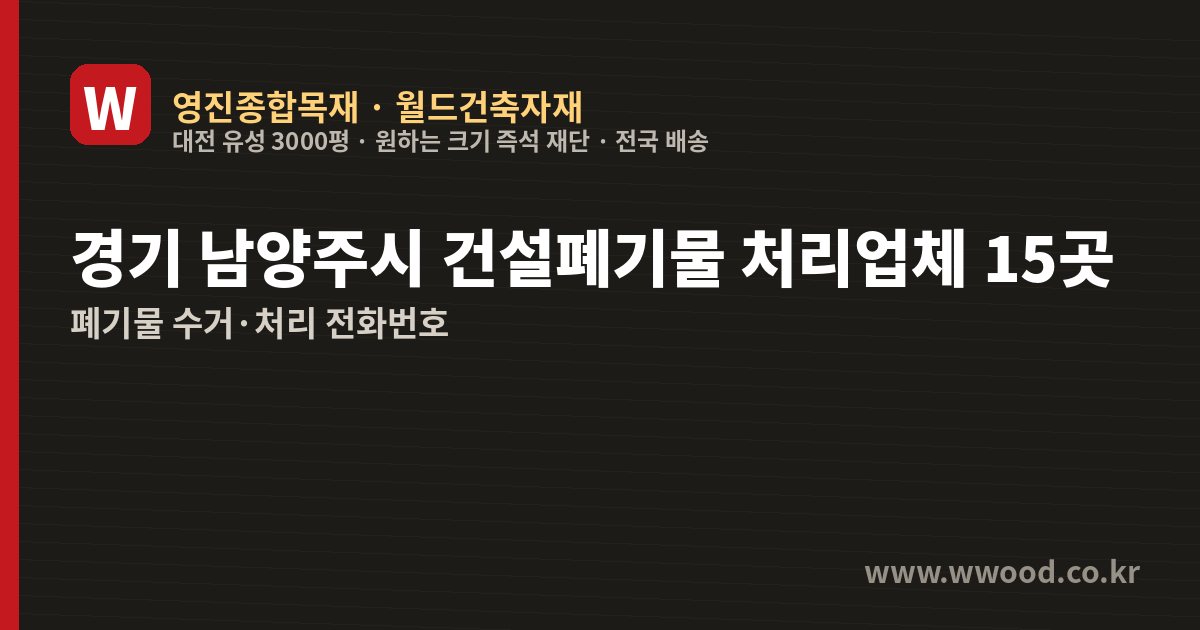 W
영진종합목재 · 월드건축자재
대전 유성 3000평 · 원하는 크기 즉석 재단 · 전국 배송
경기 남양주시 건설폐기물 처리업체 15곳
폐기물 수거·처리 전화번호
www.wwood.co.kr